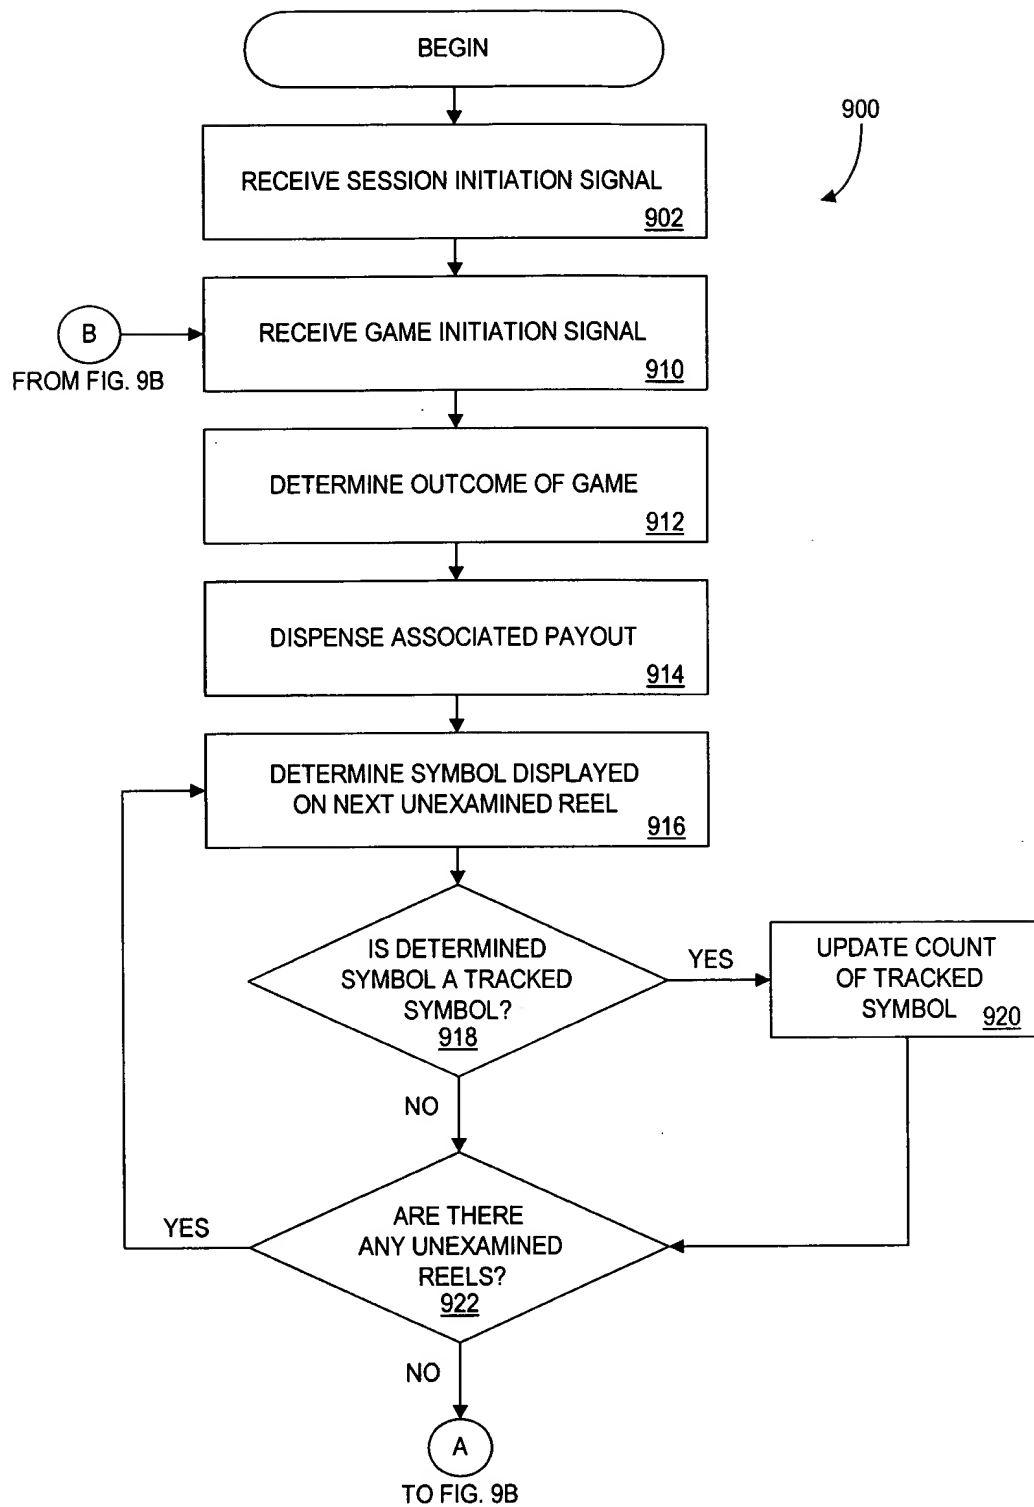 BEGIN
900
RECEIVE SESSION INITIATION SIGNAL
902
B
FROM FIG. 9B
RECEIVE GAME INITIATION SIGNAL
910
DETERMINE OUTCOME OF GAME
912
DISPENSE ASSOCIATED PAYOUT
914
DETERMINE SYMBOL DISPLAYED
ON NEXT UNEXAMINED REEL
916
IS DETERMINED
SYMBOL A TRACKED
SYMBOL?
918
YES
UPDATE COUNT
OF TRACKED
SYMBOL
920
NO
ARE THERE
ANY UNEXAMINED
REELS?
922
YES
NO
A
TO FIG. 9B